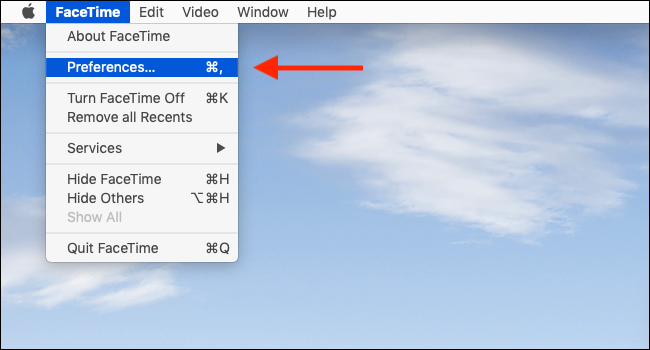 FaceTime Edit Video Window Help
About FaceTime
Preferences... ⌘,
Turn FaceTime Off ⌘K
Remove all Recents
Services ▶
Hide FaceTime ⌘H
Hide Others ⌥⌘H
Show All
Quit FaceTime ⌘Q